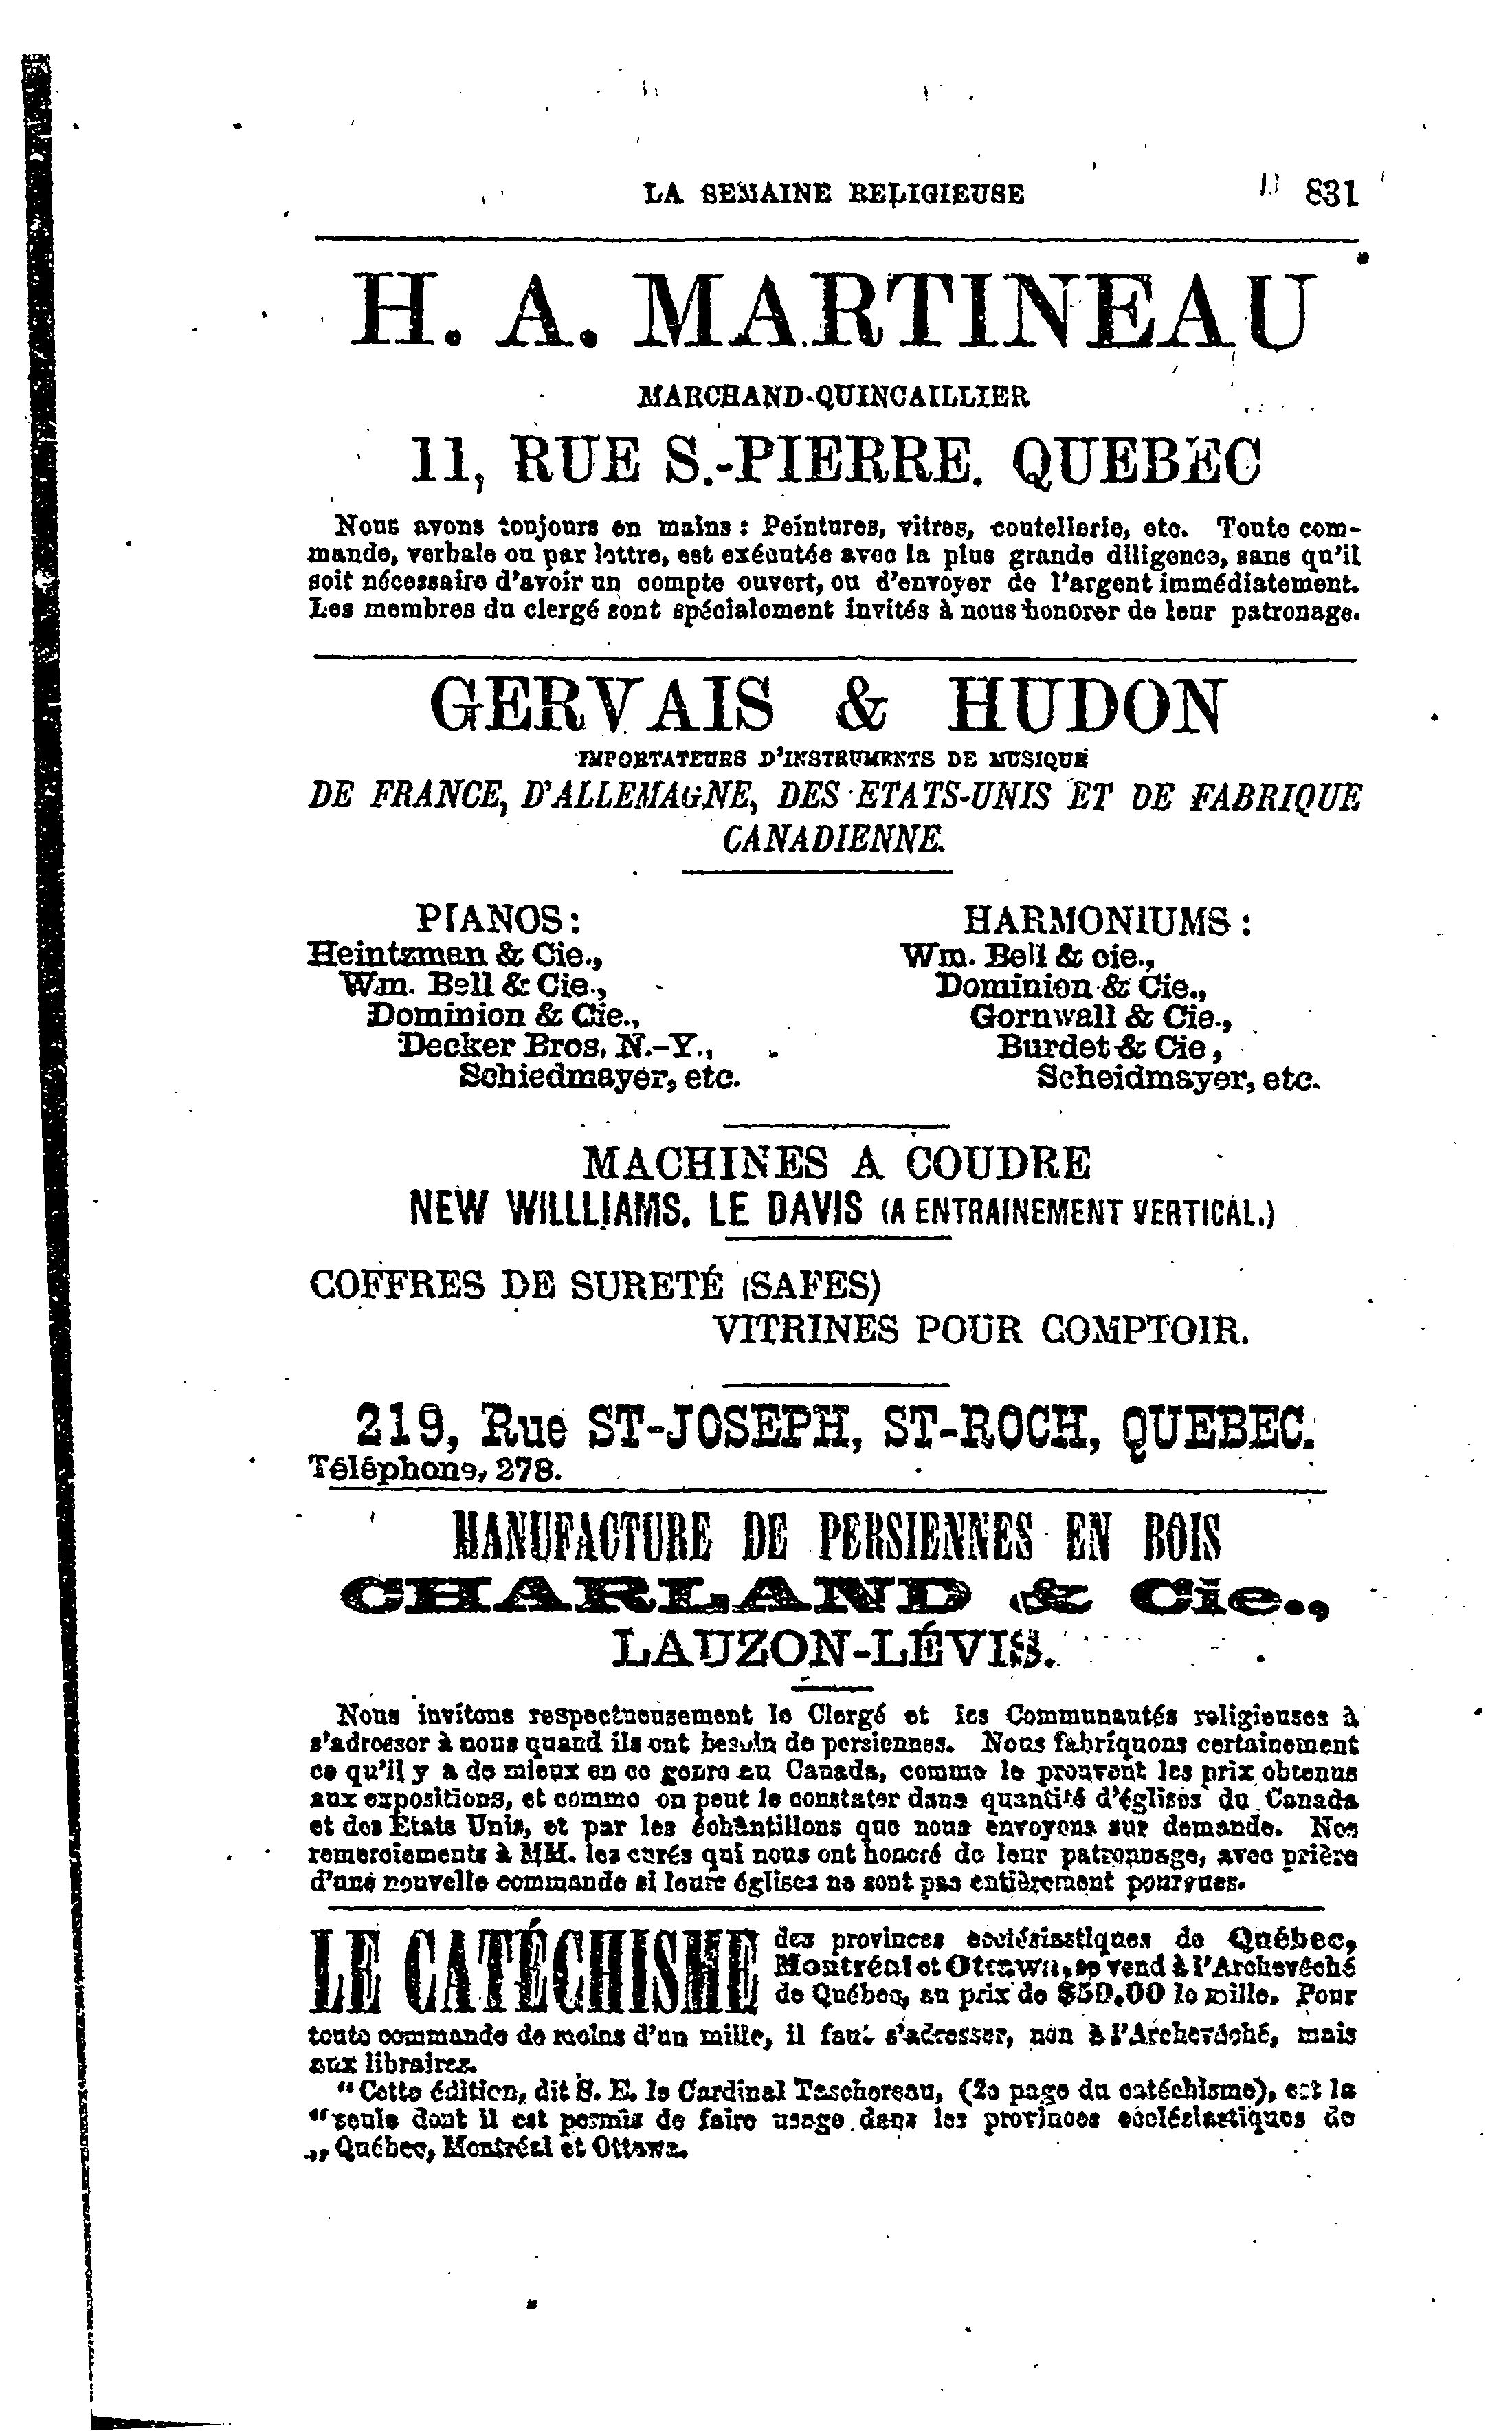 LA SEMAINE RELIGIEUSE 831
H. A. MARTINEAU
MARCHAND-QUINCAILLIER
11, RUE S.-PIERRE. QUEBEC
Nous avons toujours en mains : Peintures, vitres, coutellerie, etc. Toute com-
mande, verbale ou par lettre, est exécutée avec la plus grande diligence, sans qu'il
soit nécessaire d'avoir un compte ouvert, ou d'envoyer de l'argent immédiatement.
Les membres du clergé sont spécialement invités à nous honorer de leur patronage.
GERVAIS & HUDON
IMPORTATEURS D'INSTRUMENTS DE MUSIQUE
DE FRANCE, D'ALLEMAGNE, DES ETATS-UNIS ET DE FABRIQUE
CANADIENNE.
PIANOS :
Heintzman & Cie.,
Wm. Bell & Cie.,
Dominion & Cie.,
Decker Bros, N.-Y.,
Schiedmayer, etc.
HARMONIUMS :
Wm. Bell & cie.,
Dominion & Cie.,
Gornwall & Cie.,
Burdet & Cie,
Scheidmayer, etc.
MACHINES A COUDRE
NEW WILLLIAMS. LE DAVIS (A ENTRAINEMENT VERTICAL.)
COFFRES DE SURETÉ (SAFES)
VITRINES POUR COMPTOIR.
219, Rue ST-JOSEPH, ST-ROCH, QUEBEC.
Téléphone, 278.
MANUFACTURE DE PERSIENNES EN BOIS
CHARLAND & Cie.,
LAUZON-LÉVIS.
Nous invitons respectueusement le Clergé et les Communautés religieuses à
s'adresser à nous quand ils ont besoin de persiennes. Nous fabriquons certainement
ce qu'il y a de mieux en ce genre au Canada, comme le prouvent les prix obtenus
aux expositions, et comme on peut le constater dans quantité d'églises du Canada
et des Etats Unis, et par les échantillons que nous envoyons sur demande. Nos
remerciements à MM. les curés qui nous ont honoré de leur patronnage, avec prière
d'une nouvelle commande si leurs églises ne sont pas entièrement pourvues.
LE CATÉCHISME des provinces ecclésiastiques de Québec,
Montréal et Ottawa, se vend à l'Archevêché
de Québec, au prix de $50.00 le mille. Pour
toute commande de moins d'un mille, il faut s'adresser, non à l'Archevêché, mais
aux libraires.
"Cette édition, dit S. E. le Cardinal Taschereau, (2e page du catéchisme), est la
"seule dont il est permis de faire usage dans les provinces ecclésiastiques de
„ Québec, Montréal et Ottawa.